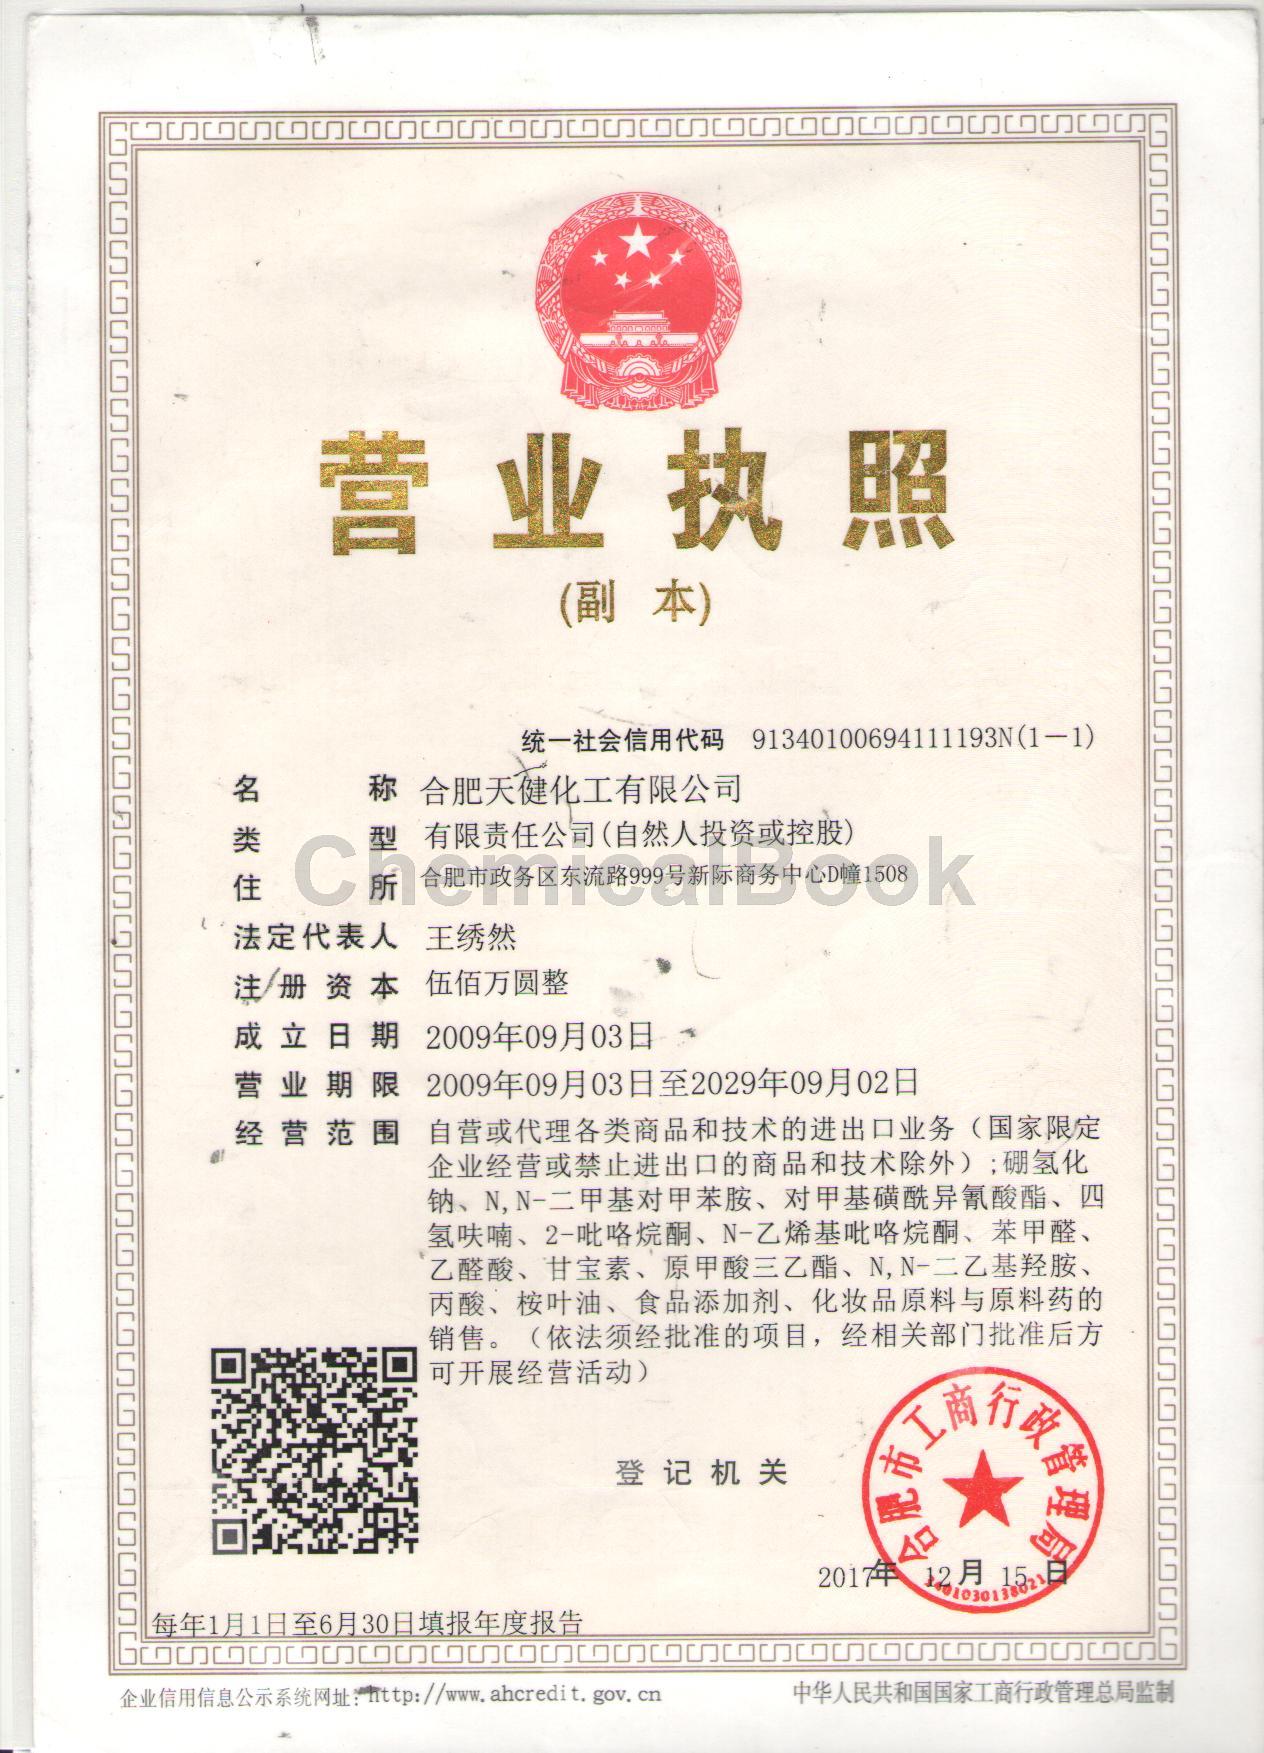 营业执照
(副 本)
统一社会信用代码 91340100694111193N(1-1)
名称 合肥天健化工有限公司
类型 有限责任公司(自然人投资或控股)
ChemicalBook
住所 合肥市政务区东流路999号新际商务中心D幢1508
法定代表人 王绣然
注册资本 伍佰万圆整
成立日期 2009年09月03日
营业期限 2009年09月03日至2029年09月02日
经营范围 自营或代理各类商品和技术的进出口业务（国家限定
企业经营或禁止进出口的商品和技术除外）;硼氢化
钠、N,N-二甲基对甲苯胺、对甲基磺酰异氰酸酯、四
氢呋喃、2-吡咯烷酮、N-乙烯基吡咯烷酮、苯甲醛、
乙醛酸、甘宝素、原甲酸三乙酯、N,N-二乙基羟胺、
丙酸、桉叶油、食品添加剂、化妆品原料与原料药的
销售。（依法须经批准的项目，经相关部门批准后方
可开展经营活动）
登记机关
合肥市工商行政管理局
3401030138021
2017年 12月 15日
每年1月1日至6月30日填报年度报告
企业信用信息公示系统网址：http://www.ahcredit.gov.cn
中华人民共和国国家工商行政管理总局监制